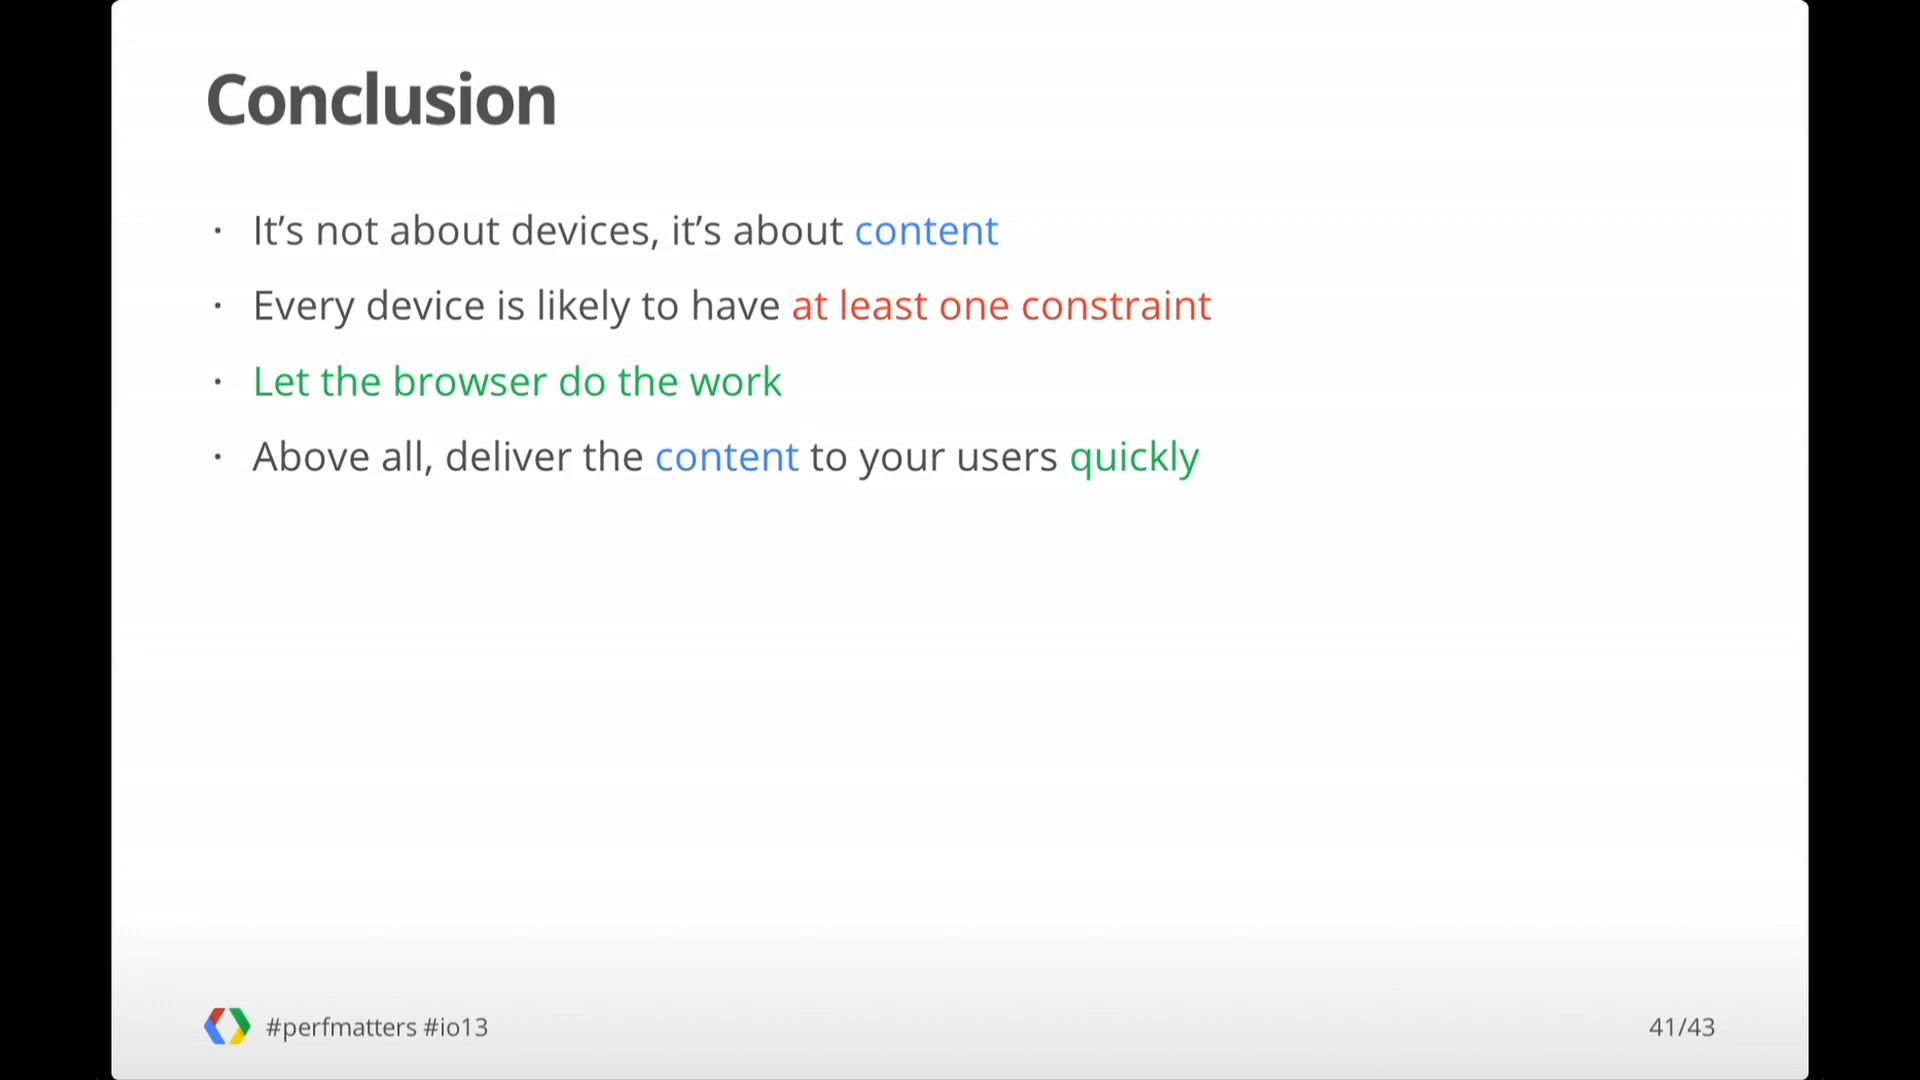 Conclusion
· It’s not about devices, it’s about content
· Every device is likely to have at least one constraint
· Let the browser do the work
· Above all, deliver the content to your users quickly
#perfmatters #io13
41/43